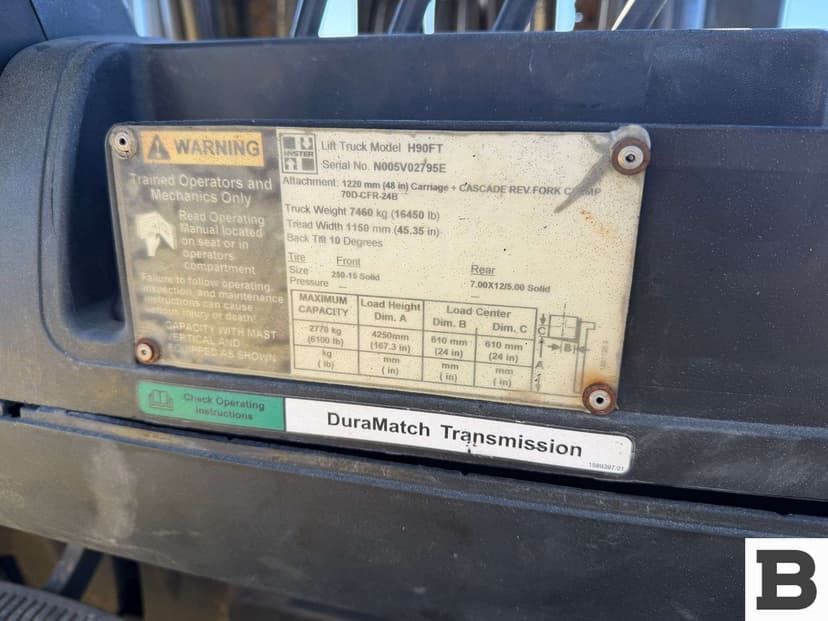 WARNING
Trained Operators and
Mechanics Only
Read Operating
Manual located
on seat or in
operators
compartment
Failure to follow operating,
inspection, and maintenance
instructions can cause
serious injury or death!
CAPACITY WITH MAST
VERTICAL AND
EQUIPPED AS SHOWN
HYSTER
Lift Truck Model H90FT
Serial No. N005V02795E
Attachment: 1220 mm (48 in) Carriage + CASCADE REV.FORK CLAMP
70D-CFR-24B
Truck Weight 7460 kg (16450 lb)
Tread Width 1150 mm (45.35 in)
Back Tilt 10 Degrees
Tire Front Rear
Size 250-15 Solid 7.00X12/5.00 Solid
Pressure — —
MAXIMUM CAPACITY Load Height Dim. A Load Center Dim. B Dim. C
2770 kg (6100 lb) 4250mm (167.3 in) 610 mm (24 in) 610 mm (24 in)
kg ( lb) mm ( in) mm ( in) mm ( in)
C
B
A
Check Operating
Instructions
DuraMatch Transmission
1588397-01
B